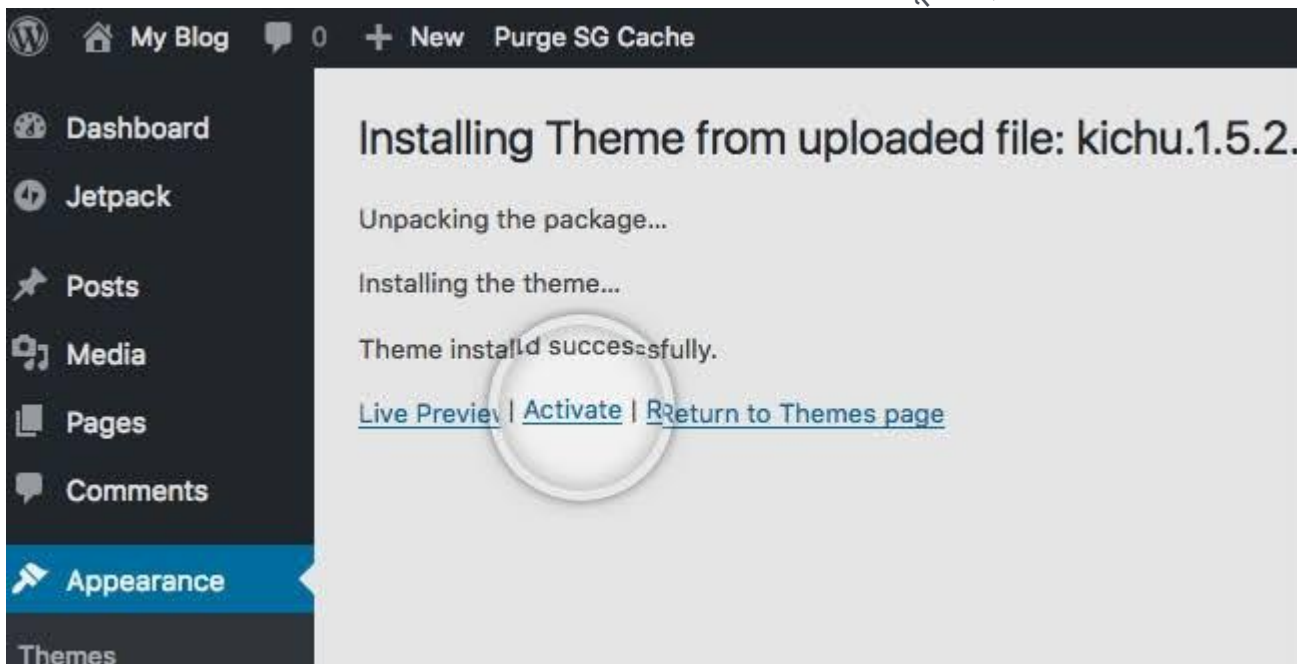 My Blog 0 + New Purge SG Cache
Dashboard
Jetpack
Posts
Media
Pages
Comments
Appearance
Themes
Installing Theme from uploaded file: kichu.1.5.2.
Unpacking the package...
Installing the theme...
Theme installd successfully.
Live Preview | Activate | Return to Themes page